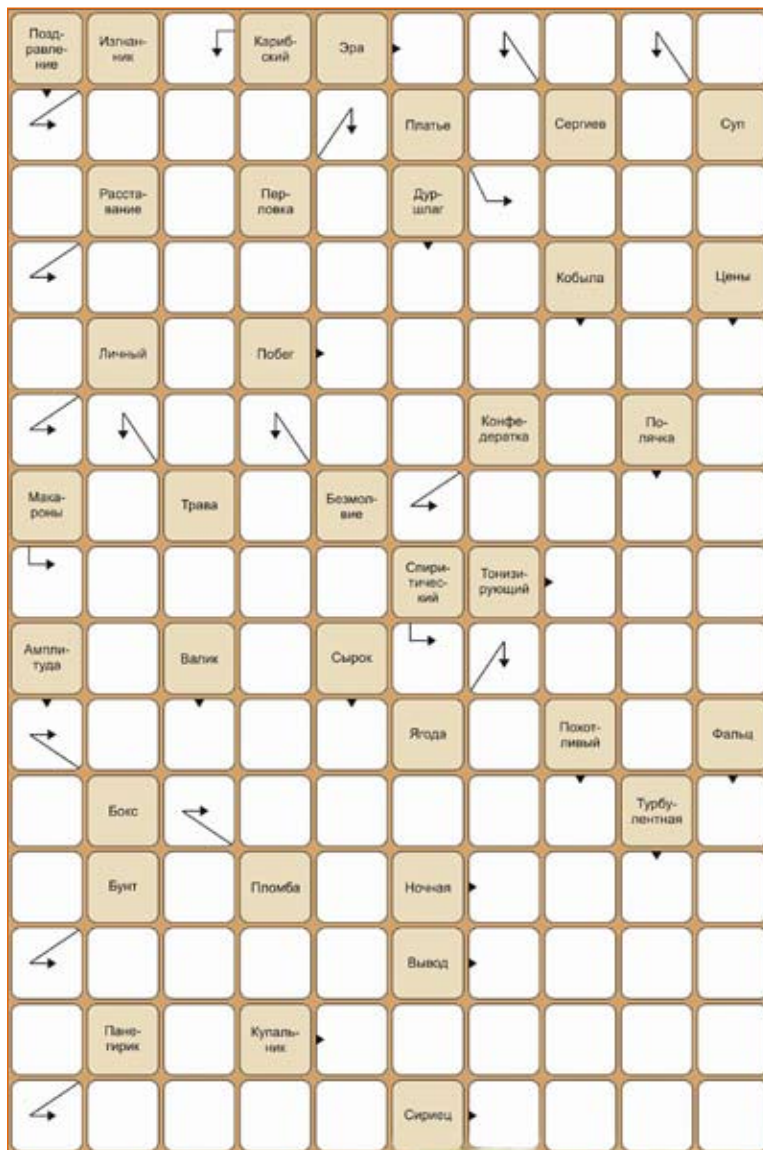 Позд-
равле-
ние
Изгнан-
ник
Кариб-
ский
Эра
Платье
Сергиев
Суп
Расста-
вание
Пер-
ловка
Дур-
шлаг
Кобыла
Цены
Личный
Побег
Конфе-
дератка
По-
лячка
Мака-
роны
Трава
Безмол-
вие
Спири-
тичес-
кий
Тонизи-
рующий
Ампли-
туда
Валик
Сырок
Ягода
Похот-
ливый
Фальц
Бокс
Турбу-
лентная
Бунт
Пломба
Ночная
Вывод
Пане-
гирик
Купаль-
ник
Сириец